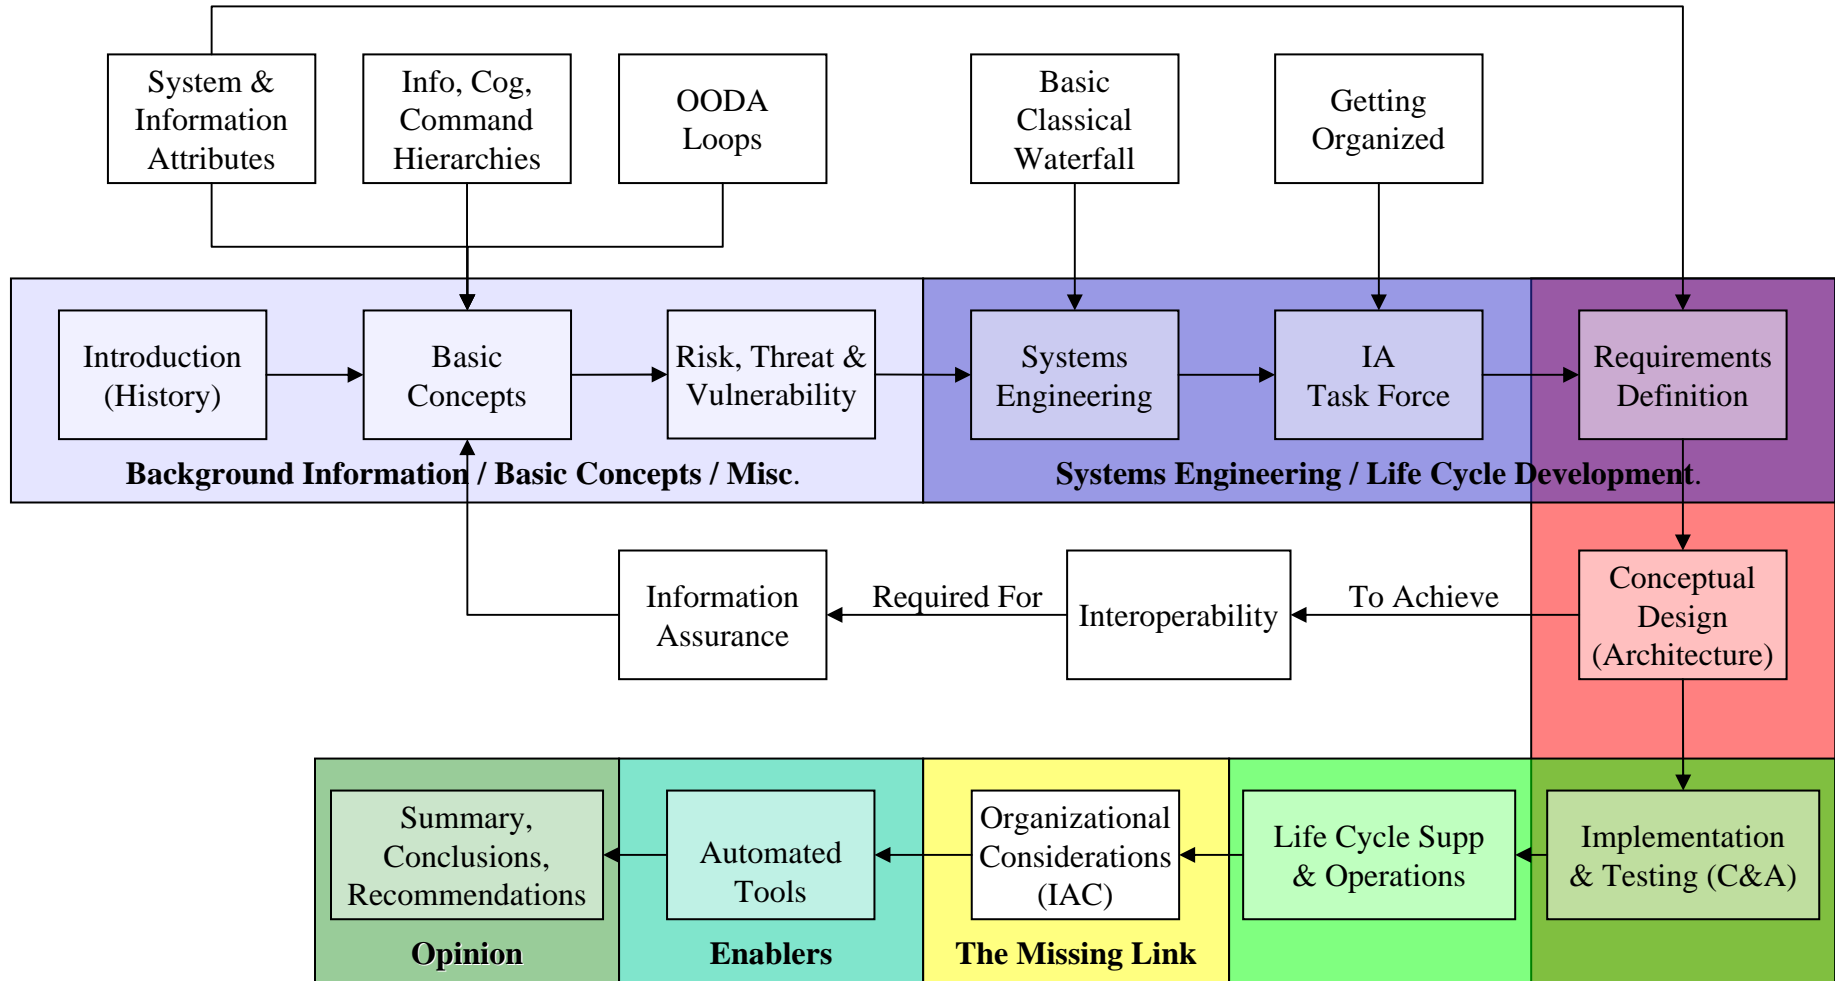 System &
Information
Attributes
Info, Cog,
Command
Hierarchies
OODA
Loops
Basic
Classical
Waterfall
Getting
Organized
Introduction
(History)
Basic
Concepts
Risk, Threat &
Vulnerability
Systems
Engineering
IA
Task Force
Requirements
Definition
Background Information / Basic Concepts / Misc.
Systems Engineering / Life Cycle Development.
Information
Assurance
Required For
Interoperability
To Achieve
Conceptual
Design
(Architecture)
Summary,
Conclusions,
Recommendations
Automated
Tools
Organizational
Considerations
(IAC)
Life Cycle Supp
& Operations
Implementation
& Testing (C&A)
Opinion
Enablers
The Missing Link